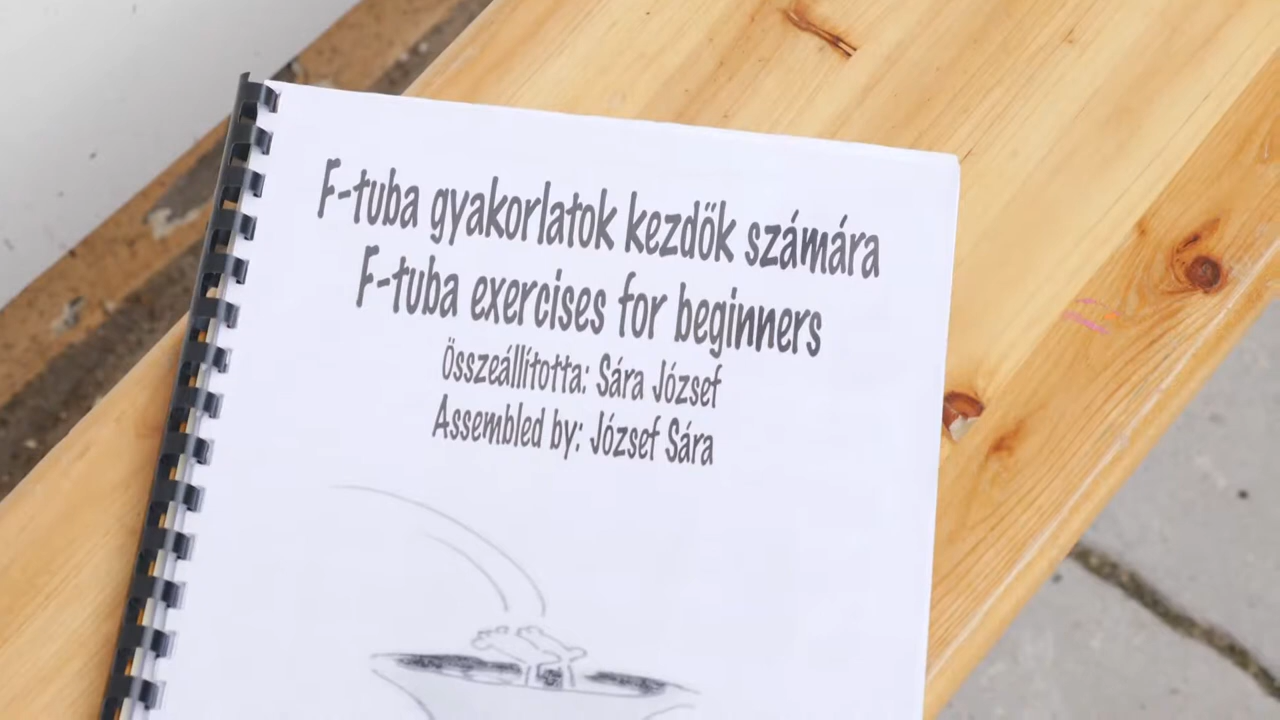 F-tuba gyakorlatok kezdők számára
F-tuba exercises for beginners
Összeállította: Sára József
Assembled by: József Sára